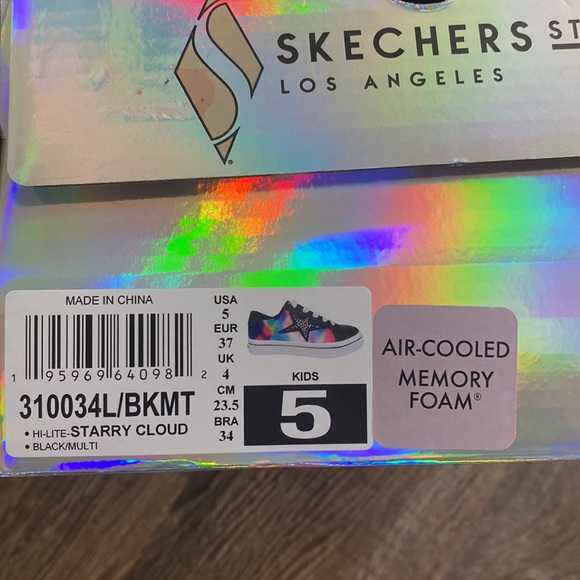 SKECHERS ST
LOS ANGELES
MADE IN CHINA
1 95969 64098 2
310034L/BKMT
• HI-LITE-STARRY CLOUD
• BLACK/MULTI
USA
5
EUR
37
UK
4
CM
23.5
BRA
34
KIDS
5
AIR-COOLED
MEMORY
FOAM®